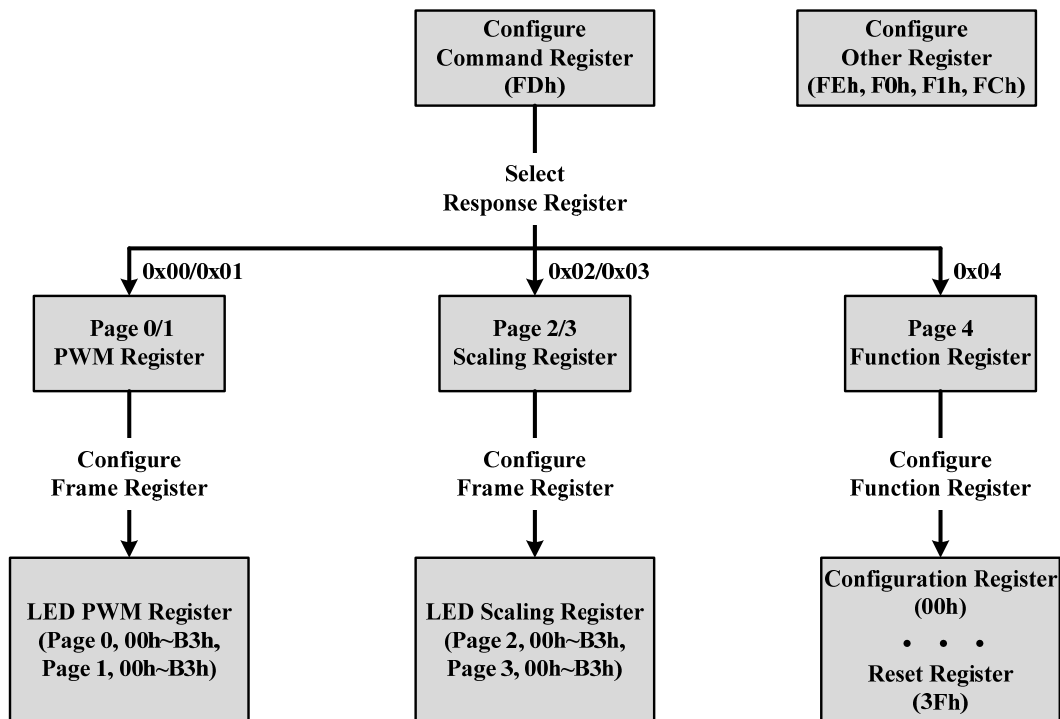 Configure
Command Register
(FDh)
Configure
Other Register
(FEh, F0h, F1h, FCh)
Select
Response Register
0x00/0x01
0x02/0x03
0x04
Page 0/1
PWM Register
Page 2/3
Scaling Register
Page 4
Function Register
Configure
Frame Register
Configure
Frame Register
Configure
Function Register
LED PWM Register
(Page 0, 00h~B3h,
Page 1, 00h~B3h)
LED Scaling Register
(Page 2, 00h~B3h,
Page 3, 00h~B3h)
Configuration Register
(00h)
• • •
Reset Register
(3Fh)